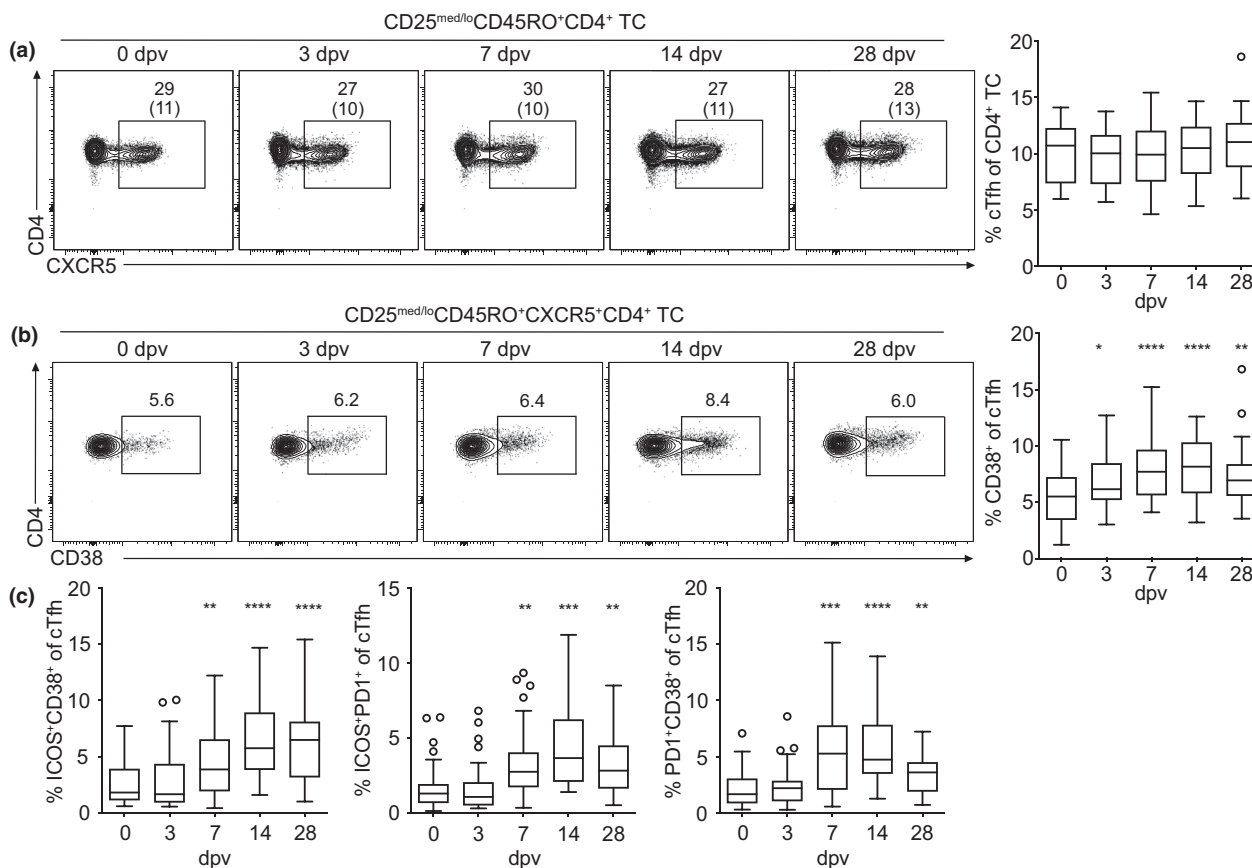 (a)
CD25med/loCD45RO+CD4+ TC
0 dpv 3 dpv 7 dpv 14 dpv 28 dpv
29 27 30 27 28
(11) (10) (10) (11) (13)
CD4
CXCR5
% cTfh of CD4+ TC
20
15
10
5
0
0 3 7 14 28
dpv
(b)
CD25med/loCD45RO+CXCR5+CD4+ TC
0 dpv 3 dpv 7 dpv 14 dpv 28 dpv
5.6 6.2 6.4 8.4 6.0
CD4
CD38
% CD38+ of cTfh
20
15
10
5
0
* **** **** **
0 3 7 14 28
dpv
(c)
% ICOS+CD38+ of cTfh
20
15
10
5
0
** **** ****
0 3 7 14 28
dpv
% ICOS+PD1+ of cTfh
15
10
5
0
** *** **
0 3 7 14 28
dpv
% PD1+CD38+ of cTfh
20
15
10
5
0
*** **** **
0 3 7 14 28
dpv